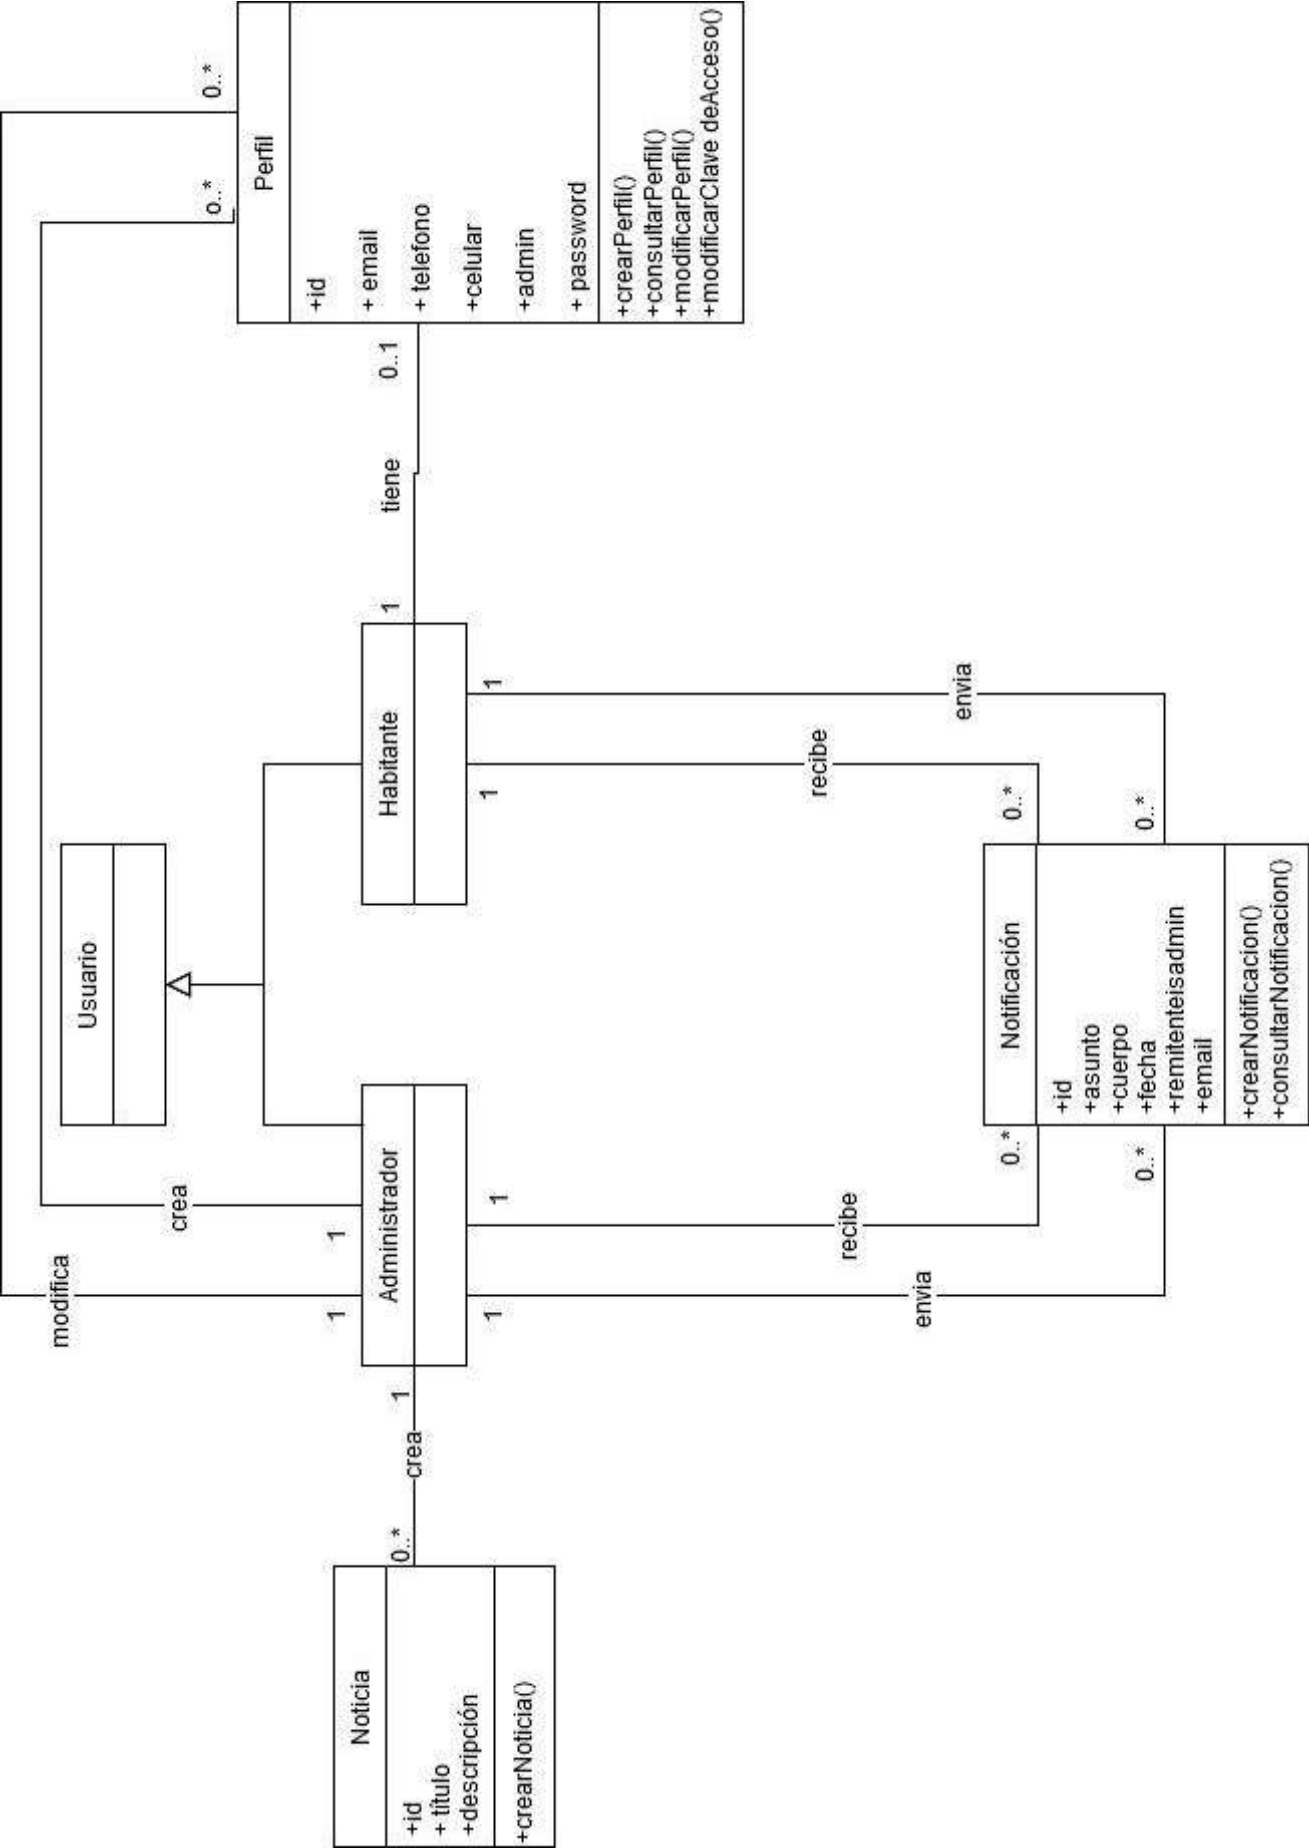 modifica
crea
0..*
o..*
Usuario
Perfil
+id
+ email
+ telefono
+celular
+admin
+ password
+crearPerfil()
+consultarPerfil()
+modificarPerfil()
+modificarClave deAcceso()
1
1
Noticia
+id
+ título
+descripción
+crearNoticia()
0..*
crea
1
Administrador
Habitante
1
tiene
0..1
1
1
1
1
recibe
envia
recibe
envia
0..*
0..*
0..*
0..*
Notificación
+id
+asunto
+cuerpo
+fecha
+remitenteisadmin
+email
+crearNotificacion()
+consultarNotificacion()